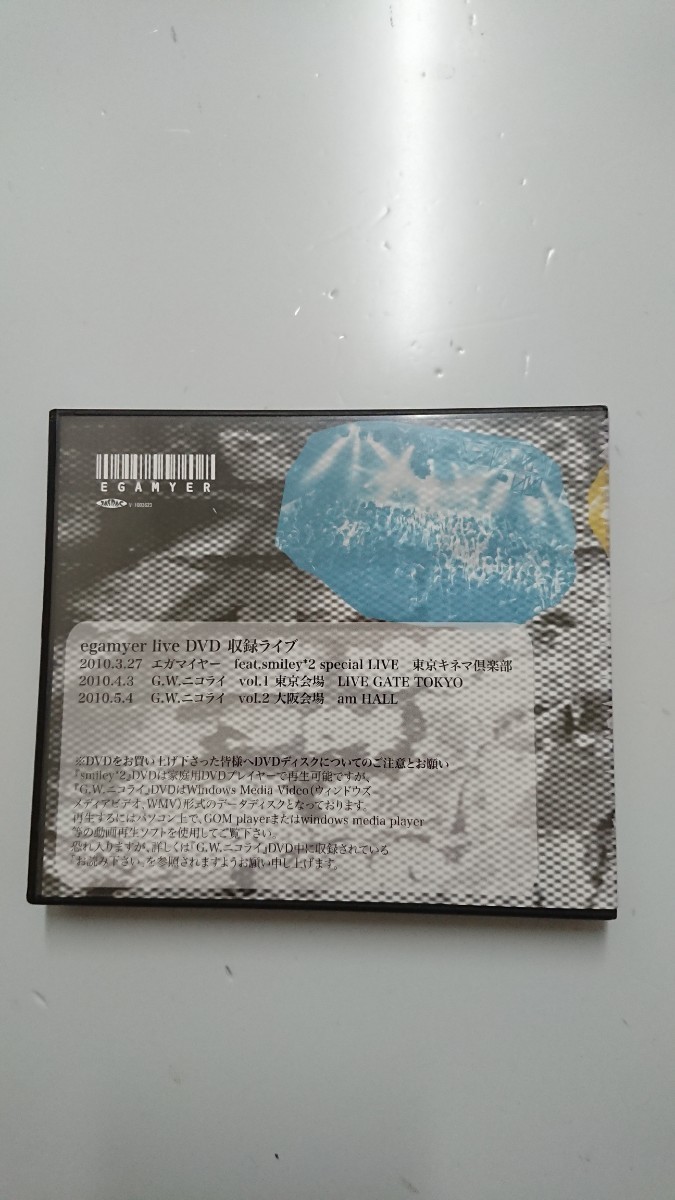 EGAMYER
egamyer live DVD 収録ライブ
2010.3.27 エガマイヤー feat.smiley*2 special LIVE 東京キネマ倶楽部
2010.4.3 G.W.ニコライ vol.1 東京会場 LIVE GATE TOKYO
2010.5.4 G.W.ニコライ vol.2 大阪会場 am HALL
※DVDをお買い上げ下さった皆様へDVDディスクについてのご注意とお願い
『smiley*2』DVDは家庭用DVDプレイヤーで再生可能ですが、
『G.W.ニコライ』DVDはWindows Media Video(ウィンドウズ
メディアビデオ、WMV)形式のデータディスクとなっております。
再生するにはパソコン上で、GOM playerまたはwindows media player
等の動画再生ソフトを使用してご覧下さい。
恐れ入りますが、詳しくは『G.W.ニコライ』DVD中に収録されている
「お読み下さい」を参照されますようお願い申し上げます。